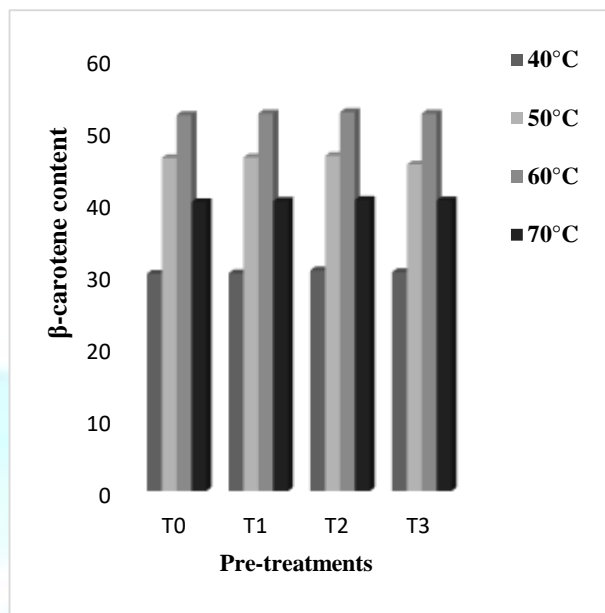 60
50
40
30
20
10
0
β-carotene content
T0 T1 T2 T3
Pre-treatments
40°C
50°C
60°C
70°C